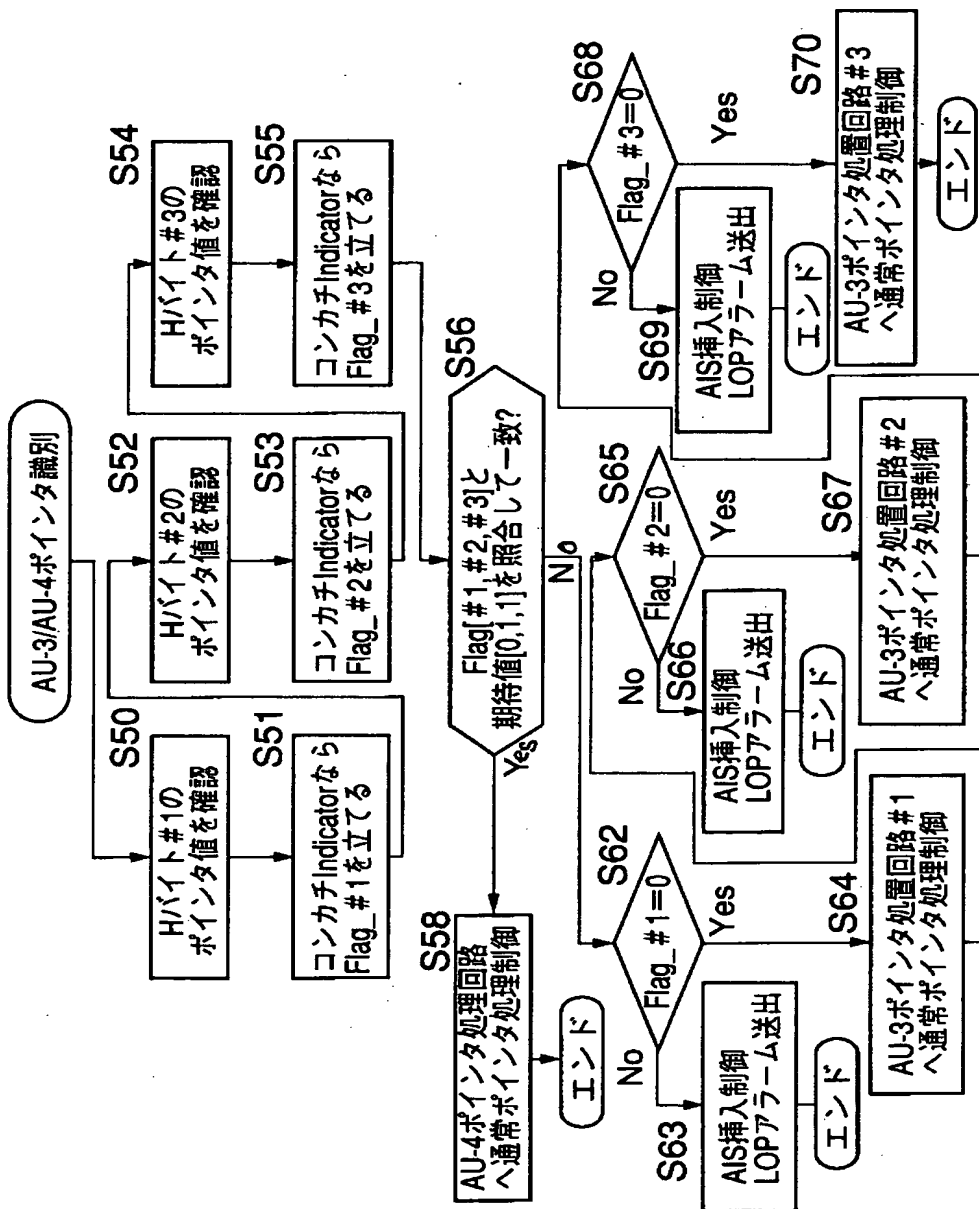 AU-3/AU-4ポインタ識別
S50
Hバイト#1の
ポインタ値を確認
S51
コンカチIndicatorなら
Flag_#1を立てる
S52
Hバイト#2の
ポインタ値を確認
S53
コンカチIndicatorなら
Flag_#2を立てる
S54
Hバイト#3の
ポインタ値を確認
S55
コンカチIndicatorなら
Flag_#3を立てる
S56
Flag[#1,#2,#3]と
期待値[0,1,1]を照合して一致?
Yes
No
S58
AU-4ポインタ処理回路
へ通常ポインタ処理制御
エンド
S62
Flag_#1=0
No
Yes
S63
AIS挿入制御
LOPアラーム送出
エンド
S64
AU-3ポインタ処置回路#1
へ通常ポインタ処理制御
S65
Flag_#2=0
No
Yes
S66
AIS挿入制御
LOPアラーム送出
エンド
S67
AU-3ポインタ処置回路#2
へ通常ポインタ処理制御
S68
Flag_#3=0
No
Yes
S69
AIS挿入制御
LOPアラーム送出
エンド
S70
AU-3ポインタ処置回路#3
へ通常ポインタ処理制御
エンド